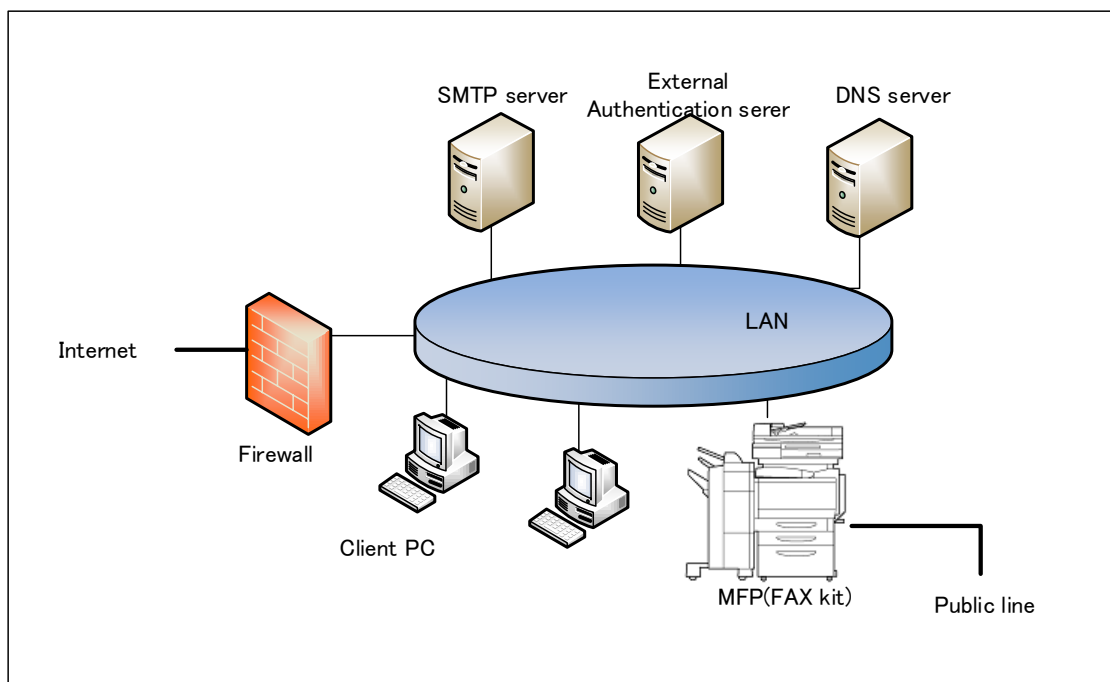 SMTP server
External
Authentication serer
DNS server
LAN
Internet
Firewall
Client PC
MFP(FAX kit)
Public line